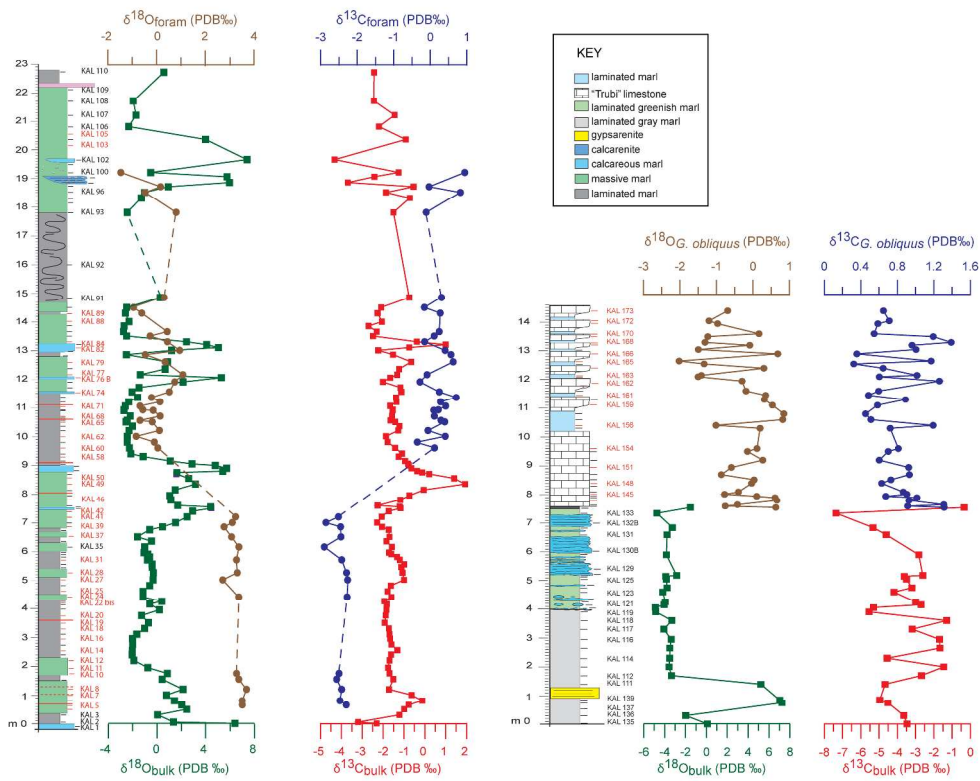 δ18Oforam (PDB‰)
-4 -2 0 2 4
δ13Cforam (PDB‰)
-2 -1 0 1 2
23
22
21
20
19
18
17
16
15
14
13
12
11
10
9
8
7
6
5
4
3
2
1
m 0
KAL 110
KAL 109
KAL 108
KAL 107
KAL 106
KAL 105
KAL 103
KAL 102
KAL 100
KAL 96
KAL 93
KAL 92
KAL 91
KAL 89
KAL 88
KAL 84
KAL 82
KAL 79
KAL 77
KAL 76 B
KAL 74
KAL 71
KAL 68
KAL 65
KAL 62
KAL 60
KAL 58
KAL 50
KAL 49
KAL 46
KAL 42
KAL 41
KAL 39
KAL 37
KAL 35
KAL 31
KAL 28
KAL 27
KAL 25
KAL 24
KAL 22 bis
KAL 20
KAL 19
KAL 18
KAL 16
KAL 14
KAL 12
KAL 11
KAL 10
KAL 8
KAL 7
KAL 5
KAL 3
KAL 2
KAL 1
-4 0 4 8
δ18Obulk (PDB ‰)
-5 -4 -3 -2 -1 0 1 2
δ13Cbulk (PDB ‰)
KEY
laminated marl
"Trubi" limestone
laminated greenish marl
laminated gray marl
gypsarenite
calcarenite
calcareous marl
massive marl
laminated marl
δ18OG. obliquus (PDB‰)
-4 -2 0 2 4
δ13CG. obliquus (PDB‰)
0 0.4 0.8 1.2 1.6
14
13
12
11
10
9
8
7
6
5
4
3
2
1
m 0
KAL 173
KAL 172
KAL 170
KAL 168
KAL 166
KAL 165
KAL 163
KAL 162
KAL 161
KAL 159
KAL 156
KAL 154
KAL 151
KAL 148
KAL 145
KAL 133
KAL 132B
KAL 131
KAL 130B
KAL 129
KAL 125
KAL 123
KAL 121
KAL 119
KAL 118
KAL 117
KAL 116
KAL 114
KAL 112
KAL 111
KAL 139
KAL 137
KAL 136
KAL 135
-6 -4 -2 0 2 4 6 8
δ18Obulk (PDB ‰)
-8 -7 -6 -5 -4 -3 -2 -1 0
δ13Cbulk (PDB ‰)